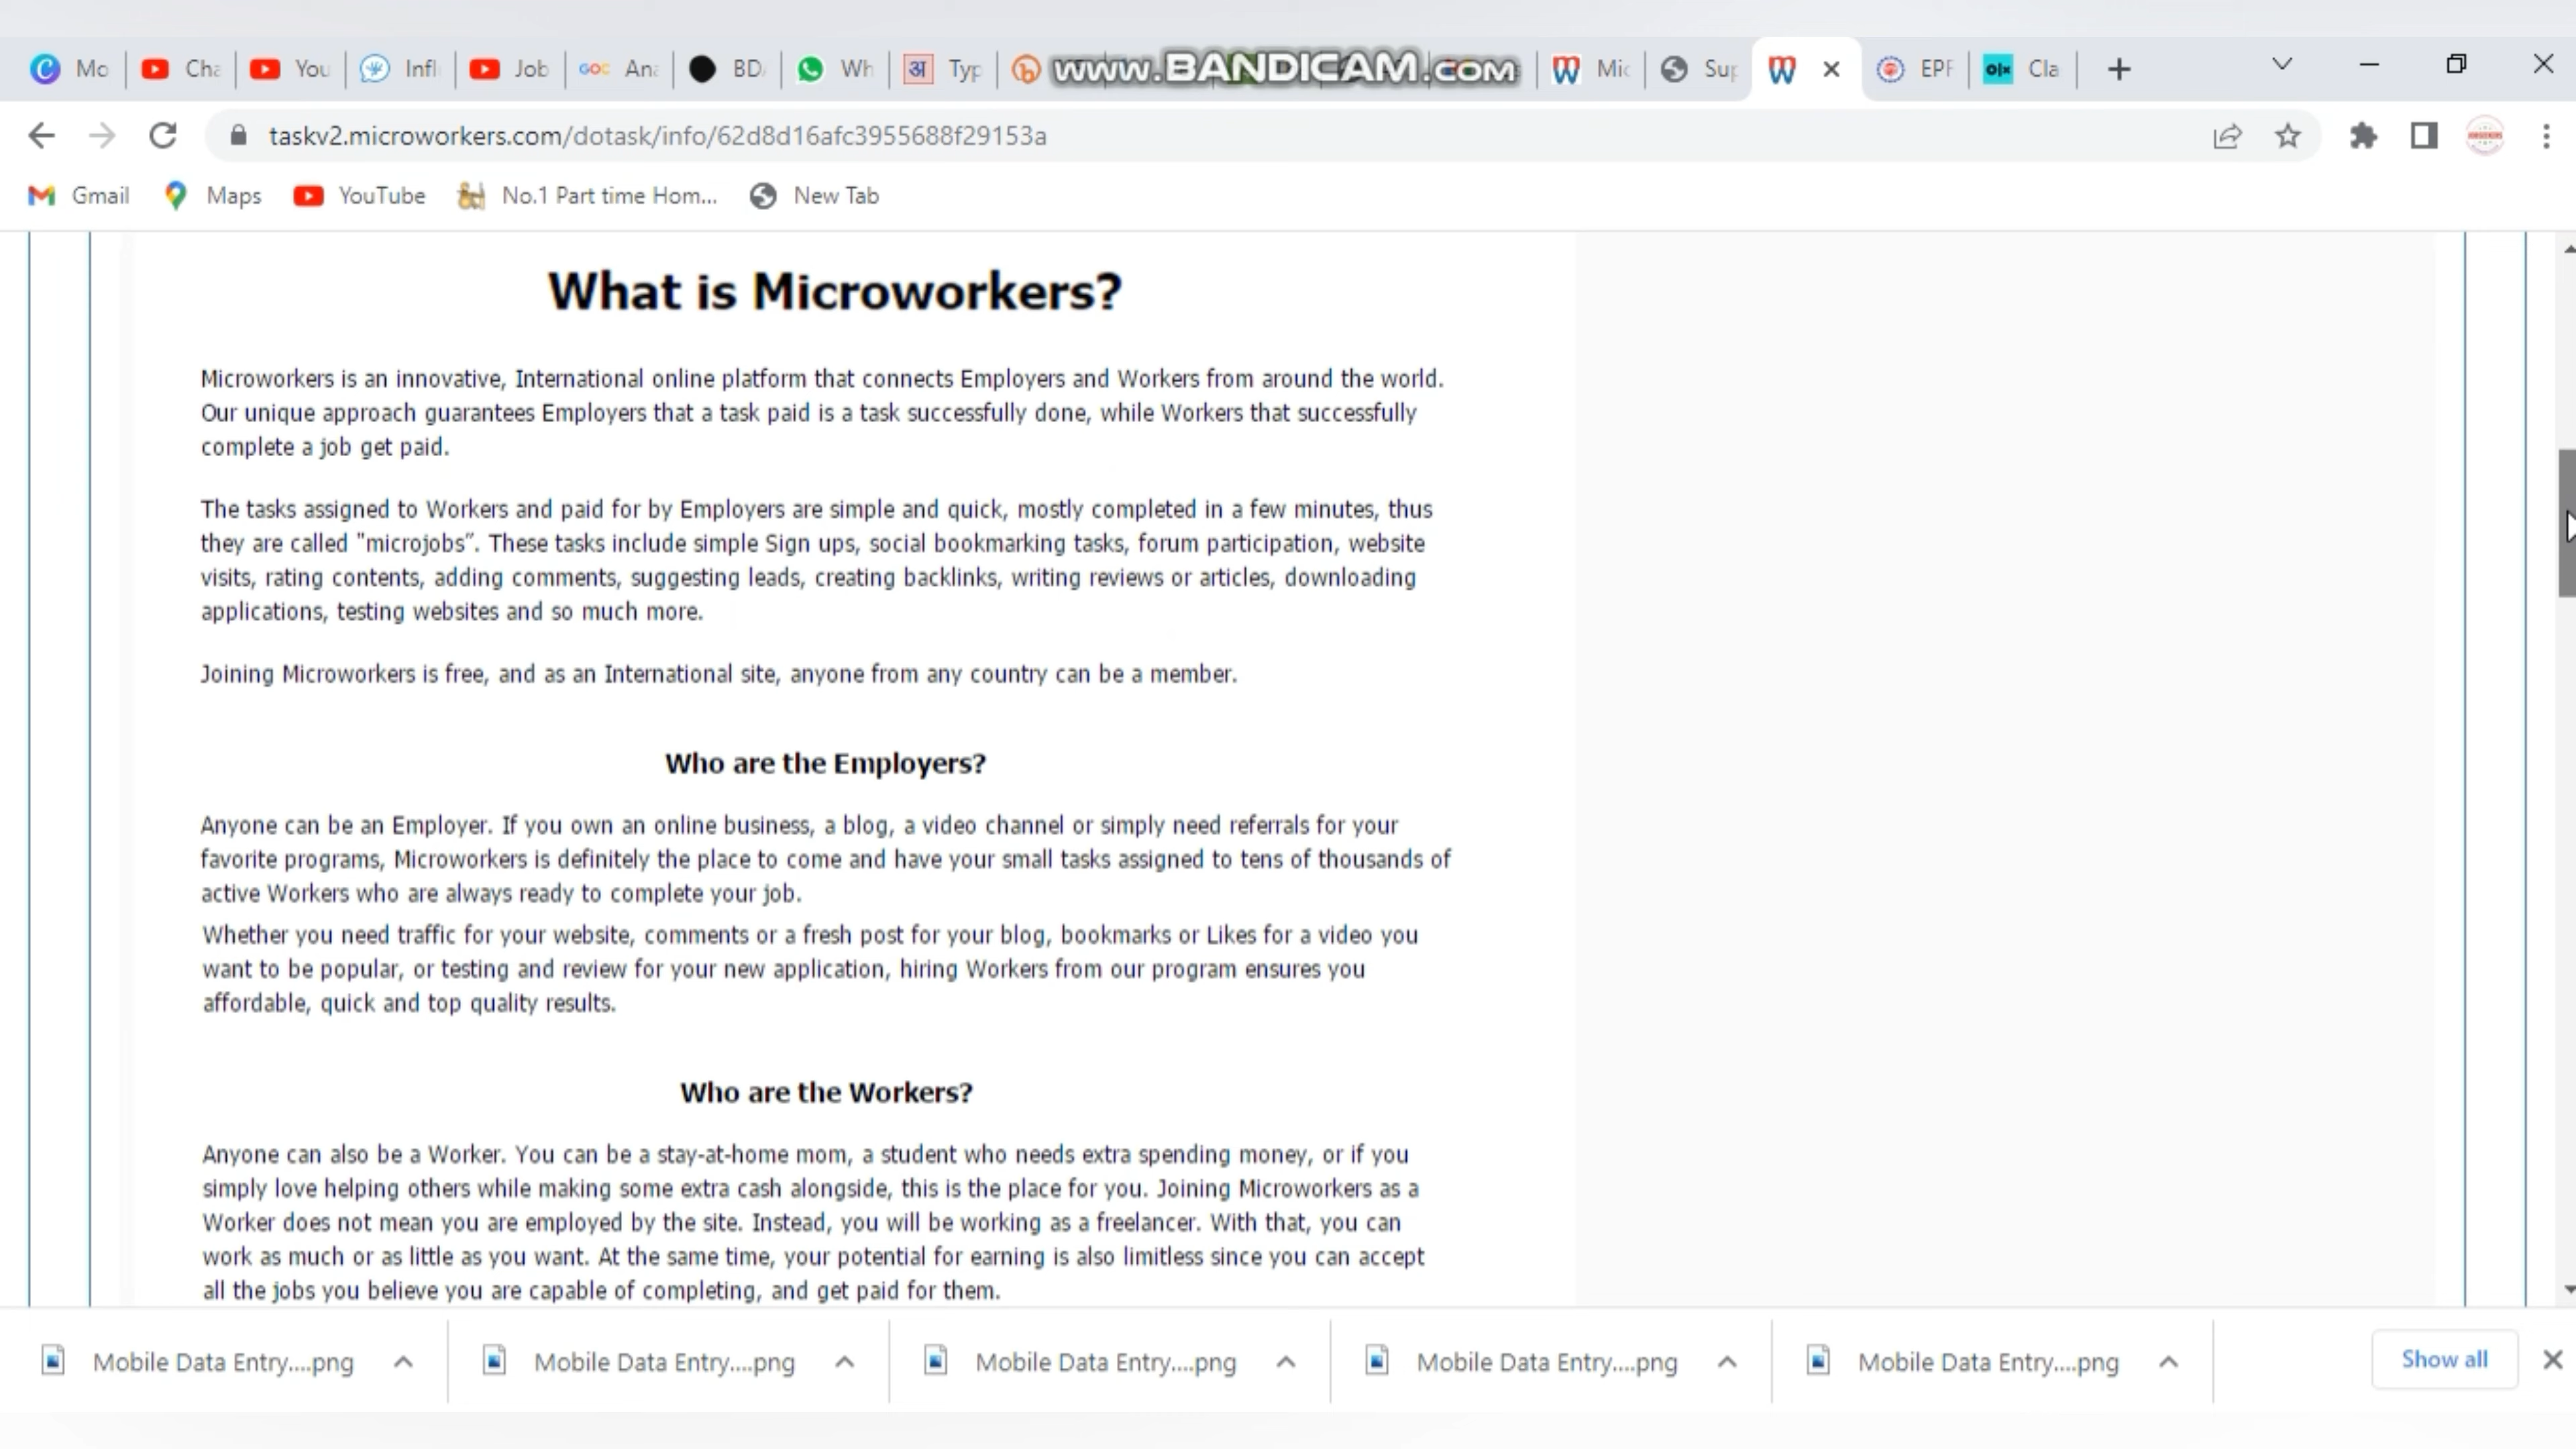 Mo
Cha
You
Infl
Job
GOC
Ana
BD
Wh
अ
Typ
www.BANDICAM.com
Mic
Sup
EPF
olx
Cla
taskv2.microworkers.com/dotask/info/62d8d16afc3955688f29153a
Gmail
Maps
YouTube
No.1 Part time Hom...
New Tab
What is Microworkers?
Microworkers is an innovative, International online platform that connects Employers and Workers from around the world.
Our unique approach guarantees Employers that a task paid is a task successfully done, while Workers that successfully
complete a job get paid.
The tasks assigned to Workers and paid for by Employers are simple and quick, mostly completed in a few minutes, thus
they are called "microjobs". These tasks include simple Sign ups, social bookmarking tasks, forum participation, website
visits, rating contents, adding comments, suggesting leads, creating backlinks, writing reviews or articles, downloading
applications, testing websites and so much more.
Joining Microworkers is free, and as an International site, anyone from any country can be a member.
Who are the Employers?
Anyone can be an Employer. If you own an online business, a blog, a video channel or simply need referrals for your
favorite programs, Microworkers is definitely the place to come and have your small tasks assigned to tens of thousands of
active Workers who are always ready to complete your job.
Whether you need traffic for your website, comments or a fresh post for your blog, bookmarks or Likes for a video you
want to be popular, or testing and review for your new application, hiring Workers from our program ensures you
affordable, quick and top quality results.
Who are the Workers?
Anyone can also be a Worker. You can be a stay-at-home mom, a student who needs extra spending money, or if you
simply love helping others while making some extra cash alongside, this is the place for you. Joining Microworkers as a
Worker does not mean you are employed by the site. Instead, you will be working as a freelancer. With that, you can
work as much or as little as you want. At the same time, your potential for earning is also limitless since you can accept
all the jobs you believe you are capable of completing, and get paid for them.
Mobile Data Entry....png
Mobile Data Entry....png
Mobile Data Entry....png
Mobile Data Entry....png
Mobile Data Entry....png
Show all